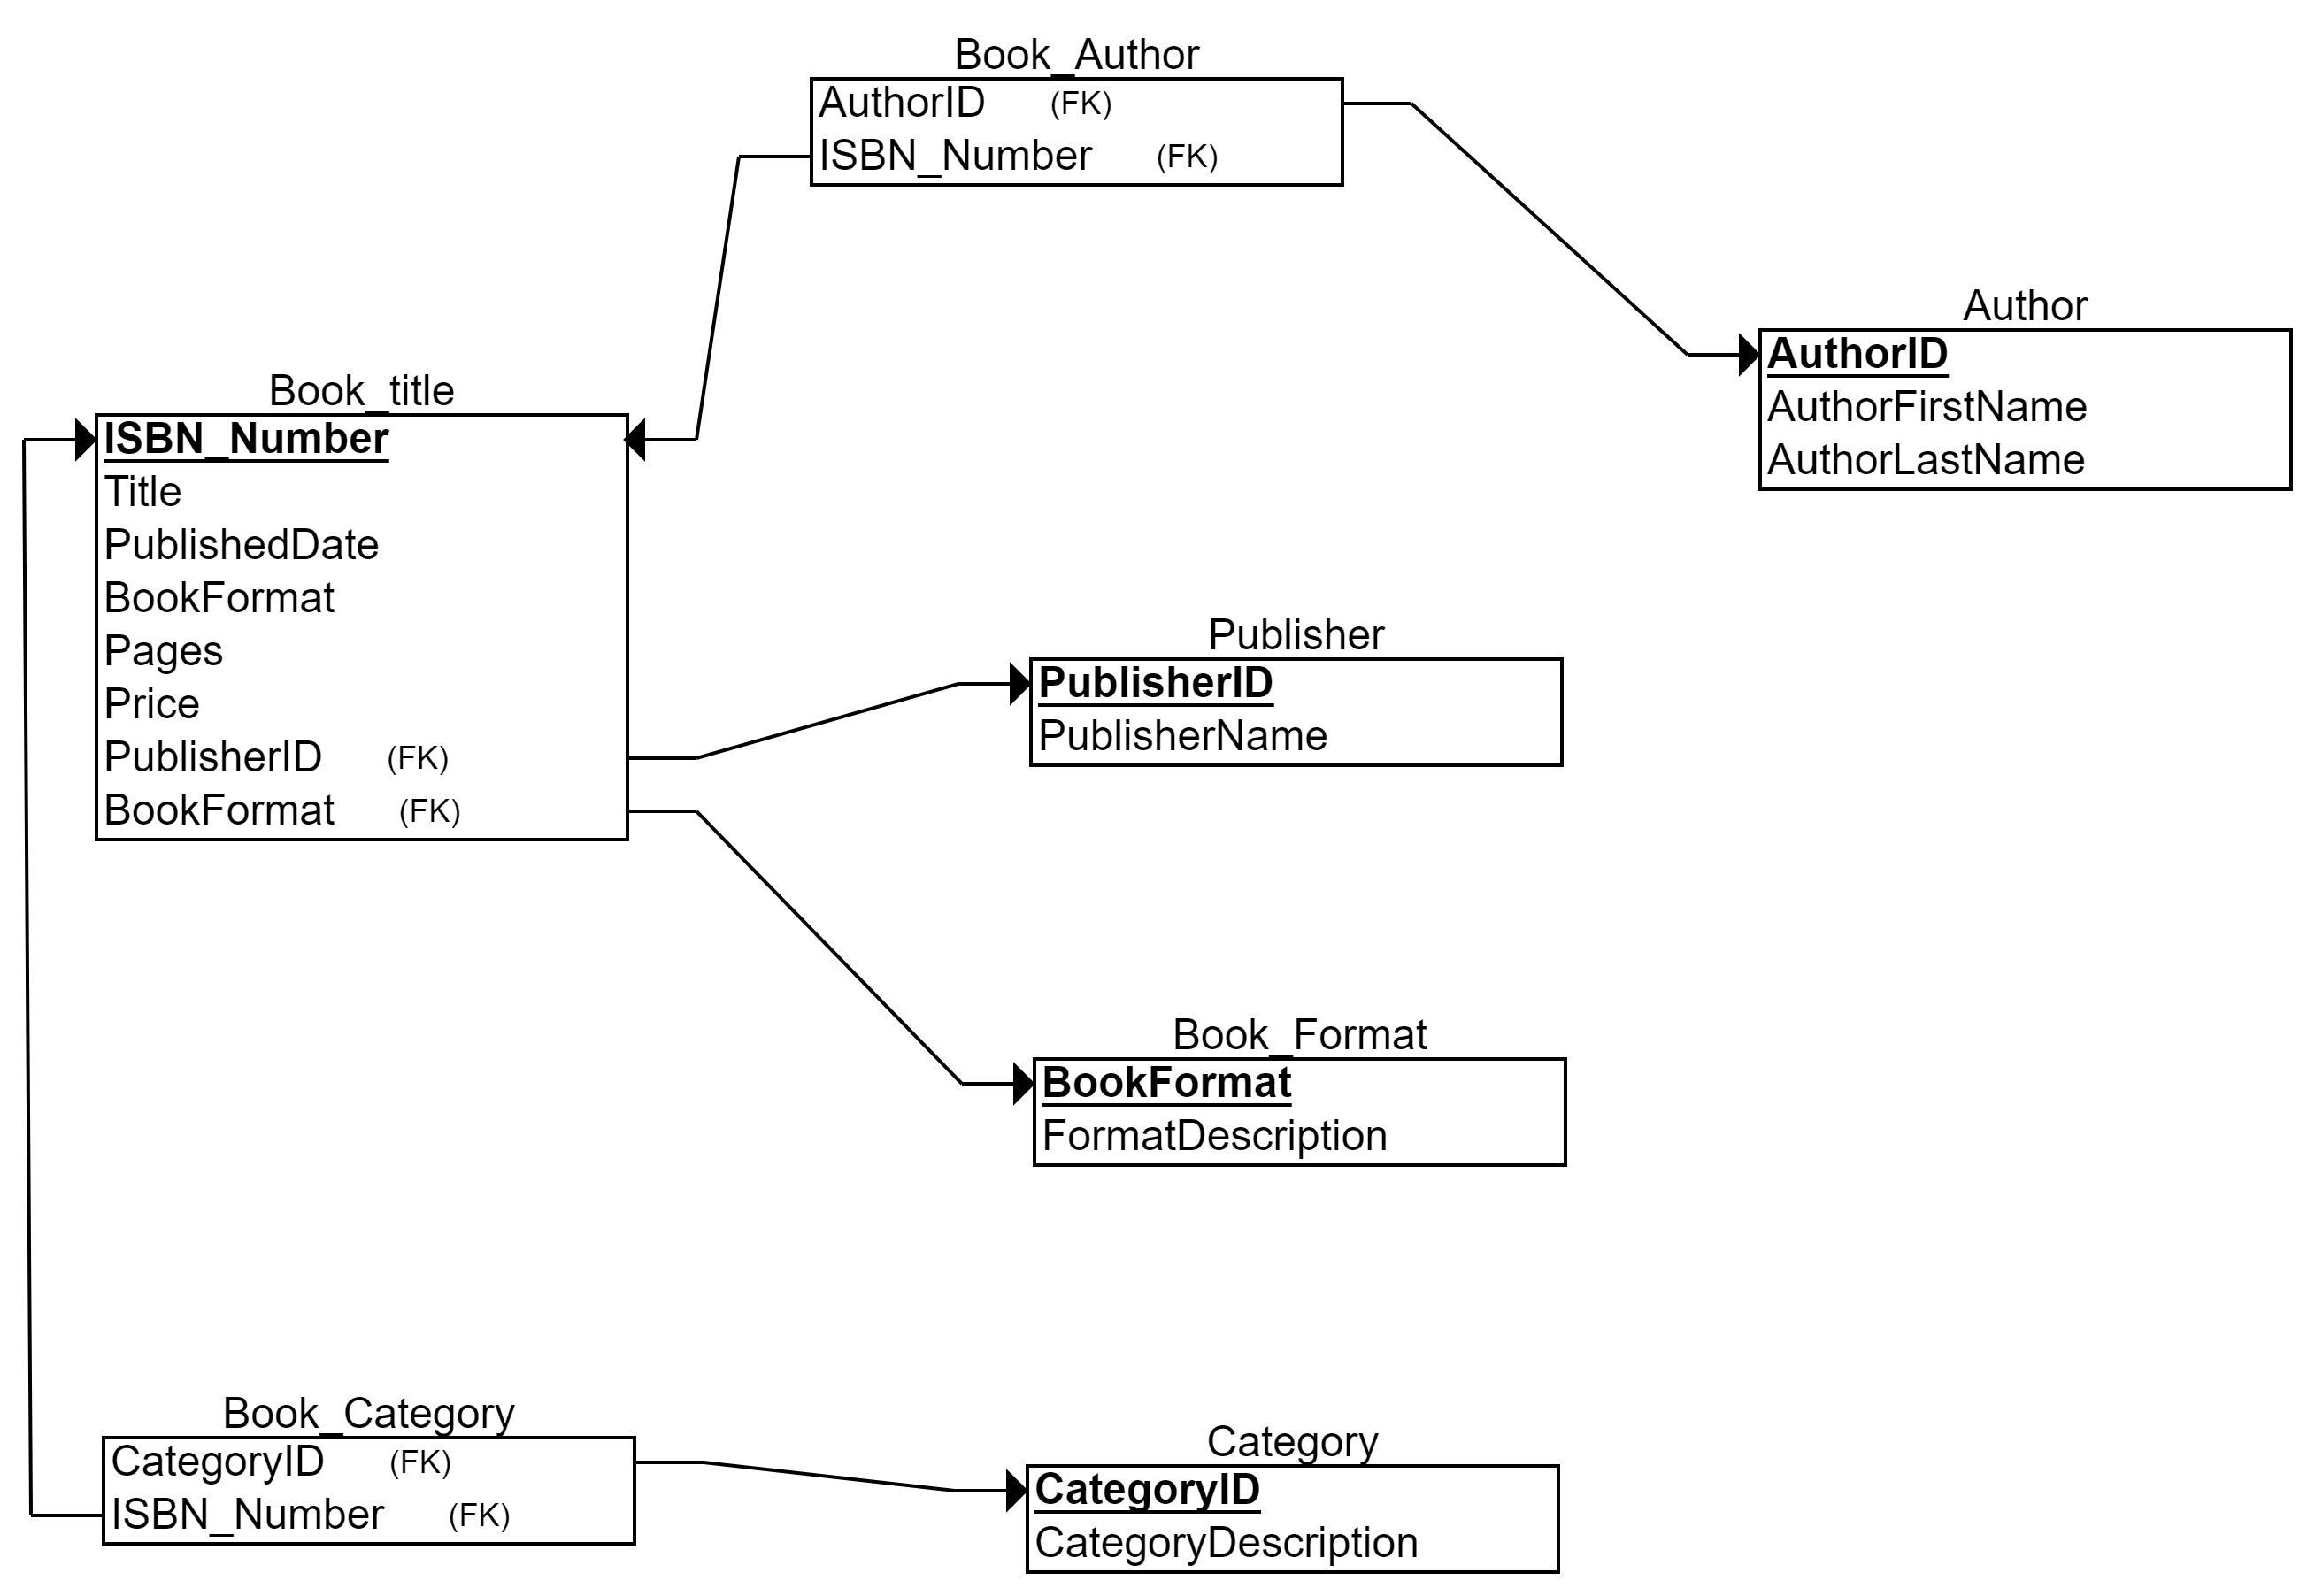 Book_Author
AuthorID (FK)
ISBN_Number (FK)
Author
AuthorID
AuthorFirstName
AuthorLastName
Book_title
ISBN_Number
Title
PublishedDate
BookFormat
Pages
Price
PublisherID (FK)
BookFormat (FK)
Publisher
PublisherID
PublisherName
Book_Format
BookFormat
FormatDescription
Book_Category
CategoryID (FK)
ISBN_Number (FK)
Category
CategoryID
CategoryDescription